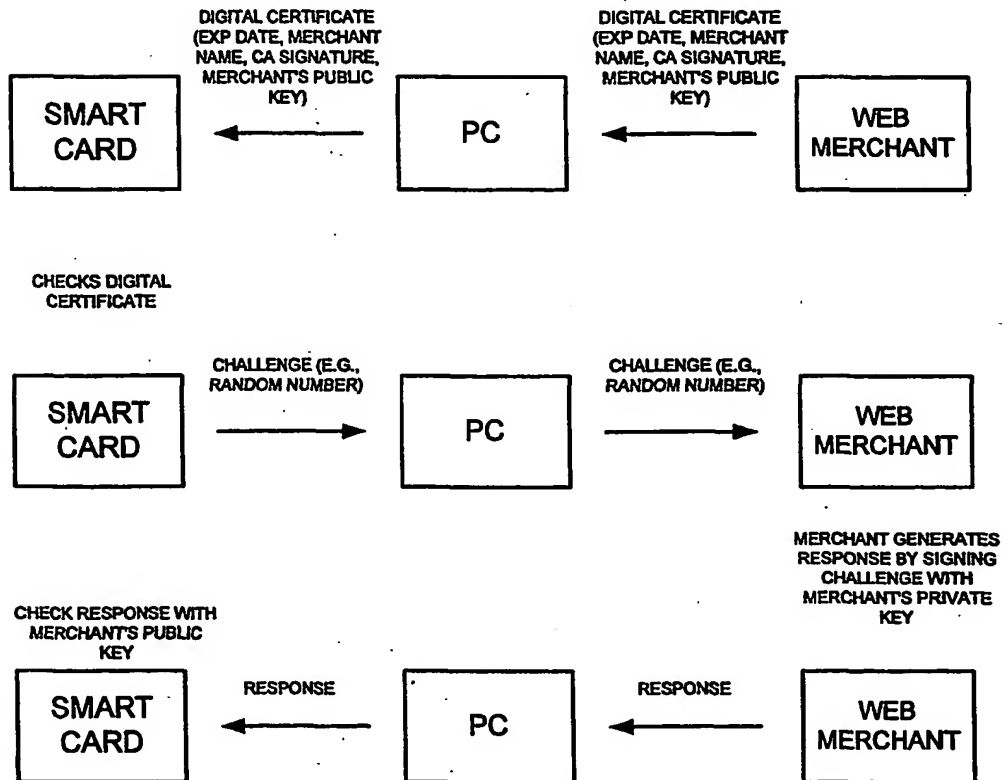 DIGITAL CERTIFICATE
(EXP DATE, MERCHANT
NAME, CA SIGNATURE,
MERCHANT'S PUBLIC
KEY)
DIGITAL CERTIFICATE
(EXP DATE, MERCHANT
NAME, CA SIGNATURE,
MERCHANT'S PUBLIC
KEY)
SMART
CARD
PC
WEB
MERCHANT
CHECKS DIGITAL
CERTIFICATE
CHALLENGE (E.G.,
RANDOM NUMBER)
CHALLENGE (E.G.,
RANDOM NUMBER)
SMART
CARD
PC
WEB
MERCHANT
MERCHANT GENERATES
RESPONSE BY SIGNING
CHALLENGE WITH
MERCHANT'S PRIVATE
KEY
CHECK RESPONSE WITH
MERCHANT'S PUBLIC
KEY
RESPONSE
RESPONSE
SMART
CARD
PC
WEB
MERCHANT